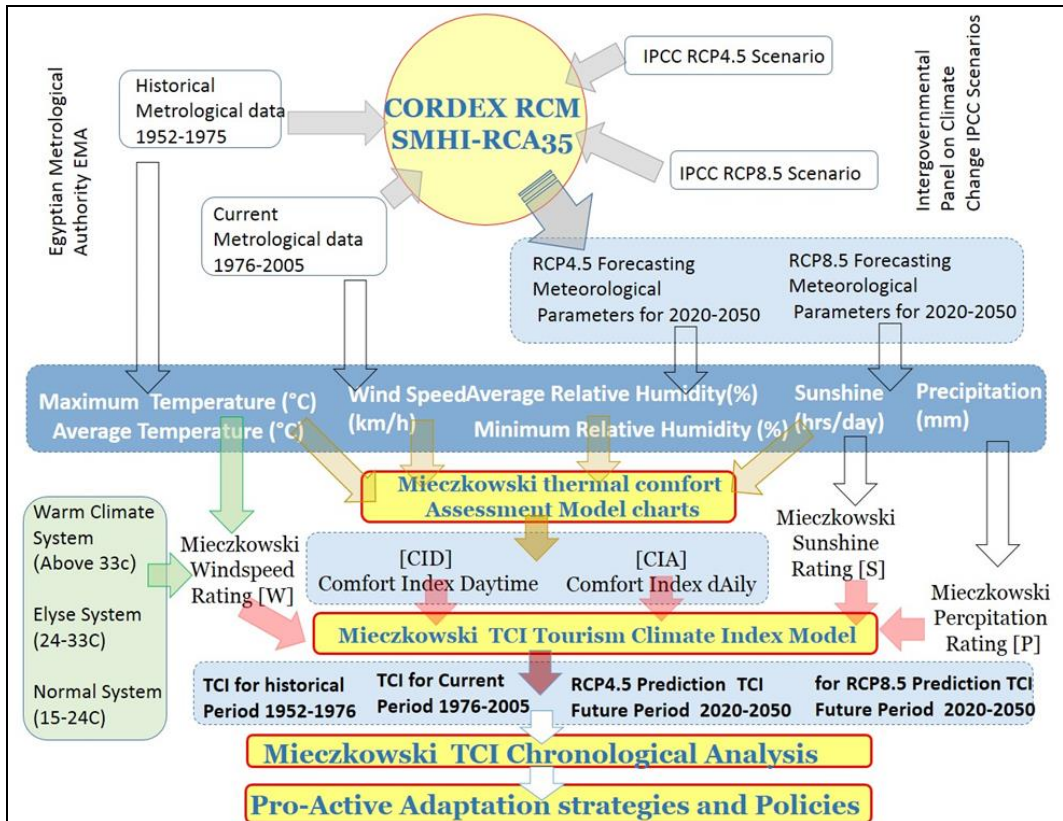 Egyptian Metrological
Authority EMA
Historical
Metrological data
1952-1975
CORDEX RCM
SMHI-RCA35
IPCC RCP4.5 Scenario
IPCC RCP8.5 Scenario
Intergovernmental
Panel on Climate
Change IPCC Scenarios
Current
Metrological data
1976-2005
RCP4.5 Forecasting
Meteorological
Parameters for 2020-2050
RCP8.5 Forecasting
Meteorological
Parameters for 2020-2050
Maximum Temperature (°C)
Average Temperature (°C)
Wind Speed
(km/h)
Average Relative Humidity(%)
Minimum Relative Humidity (%)
Sunshine
(hrs/day)
Precipitation
(mm)
Mieczkowski thermal comfort
Assessment Model charts
Warm Climate
System
(Above 33c)
Elyse System
(24-33C)
Normal System
(15-24C)
Mieczkowski
Windspeed
Rating [W]
[CID]
Comfort Index Daytime
[CIA]
Comfort Index dAily
Mieczkowski
Sunshine
Rating [S]
Mieczkowski
Percpitation
Rating [P]
Mieczkowski TCI Tourism Climate Index Model
TCI for historical
Period 1952-1976
TCI for Current
Period 1976-2005
RCP4.5 Prediction TCI
Future Period 2020-2050
for RCP8.5 Prediction TCI
Future Period 2020-2050
Mieczkowski TCI Chronological Analysis
Pro-Active Adaptation strategies and Policies